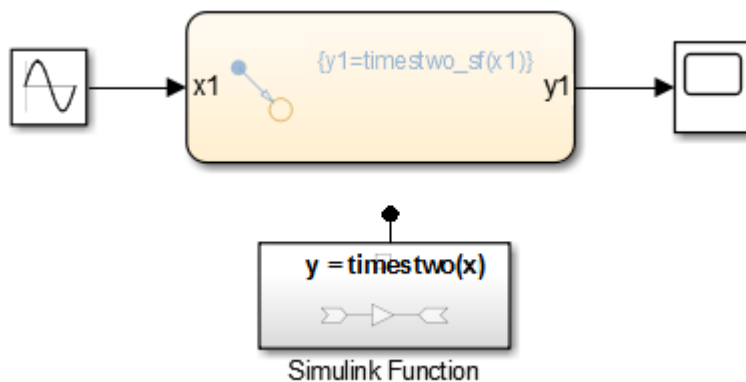 {y1=timestwo_sf(x1)}
x1
y1
y = timestwo(x)
Simulink Function